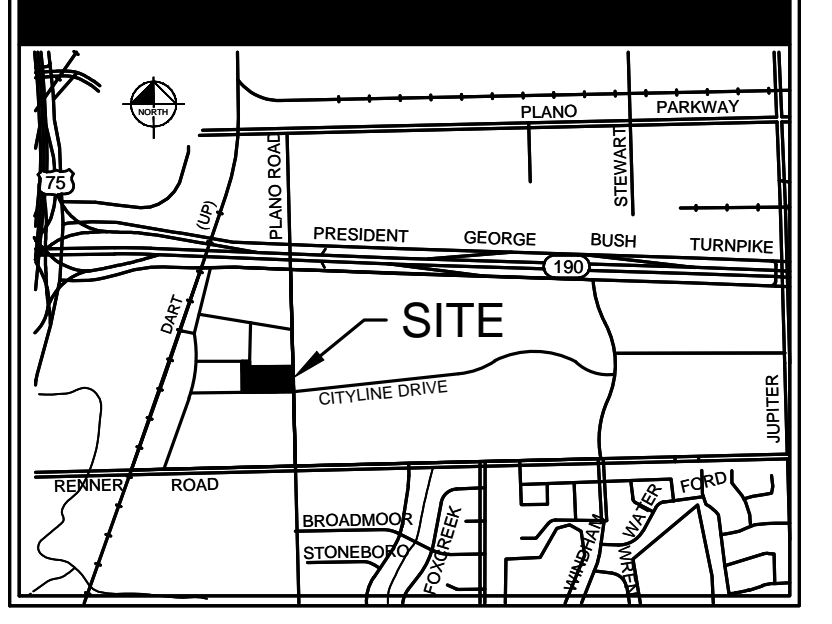 PLANO PARKWAY
NORTH
PLANO ROAD
STEWART
75
(UP)
PRESIDENT GEORGE BUSH TURNPIKE
190
DART
SITE
CITYLINE DRIVE
JUPITER
RENNER ROAD
BROADMOOR
STONEBORO
FOXCREEK
WINDHAM
WATER
FORD
WREN